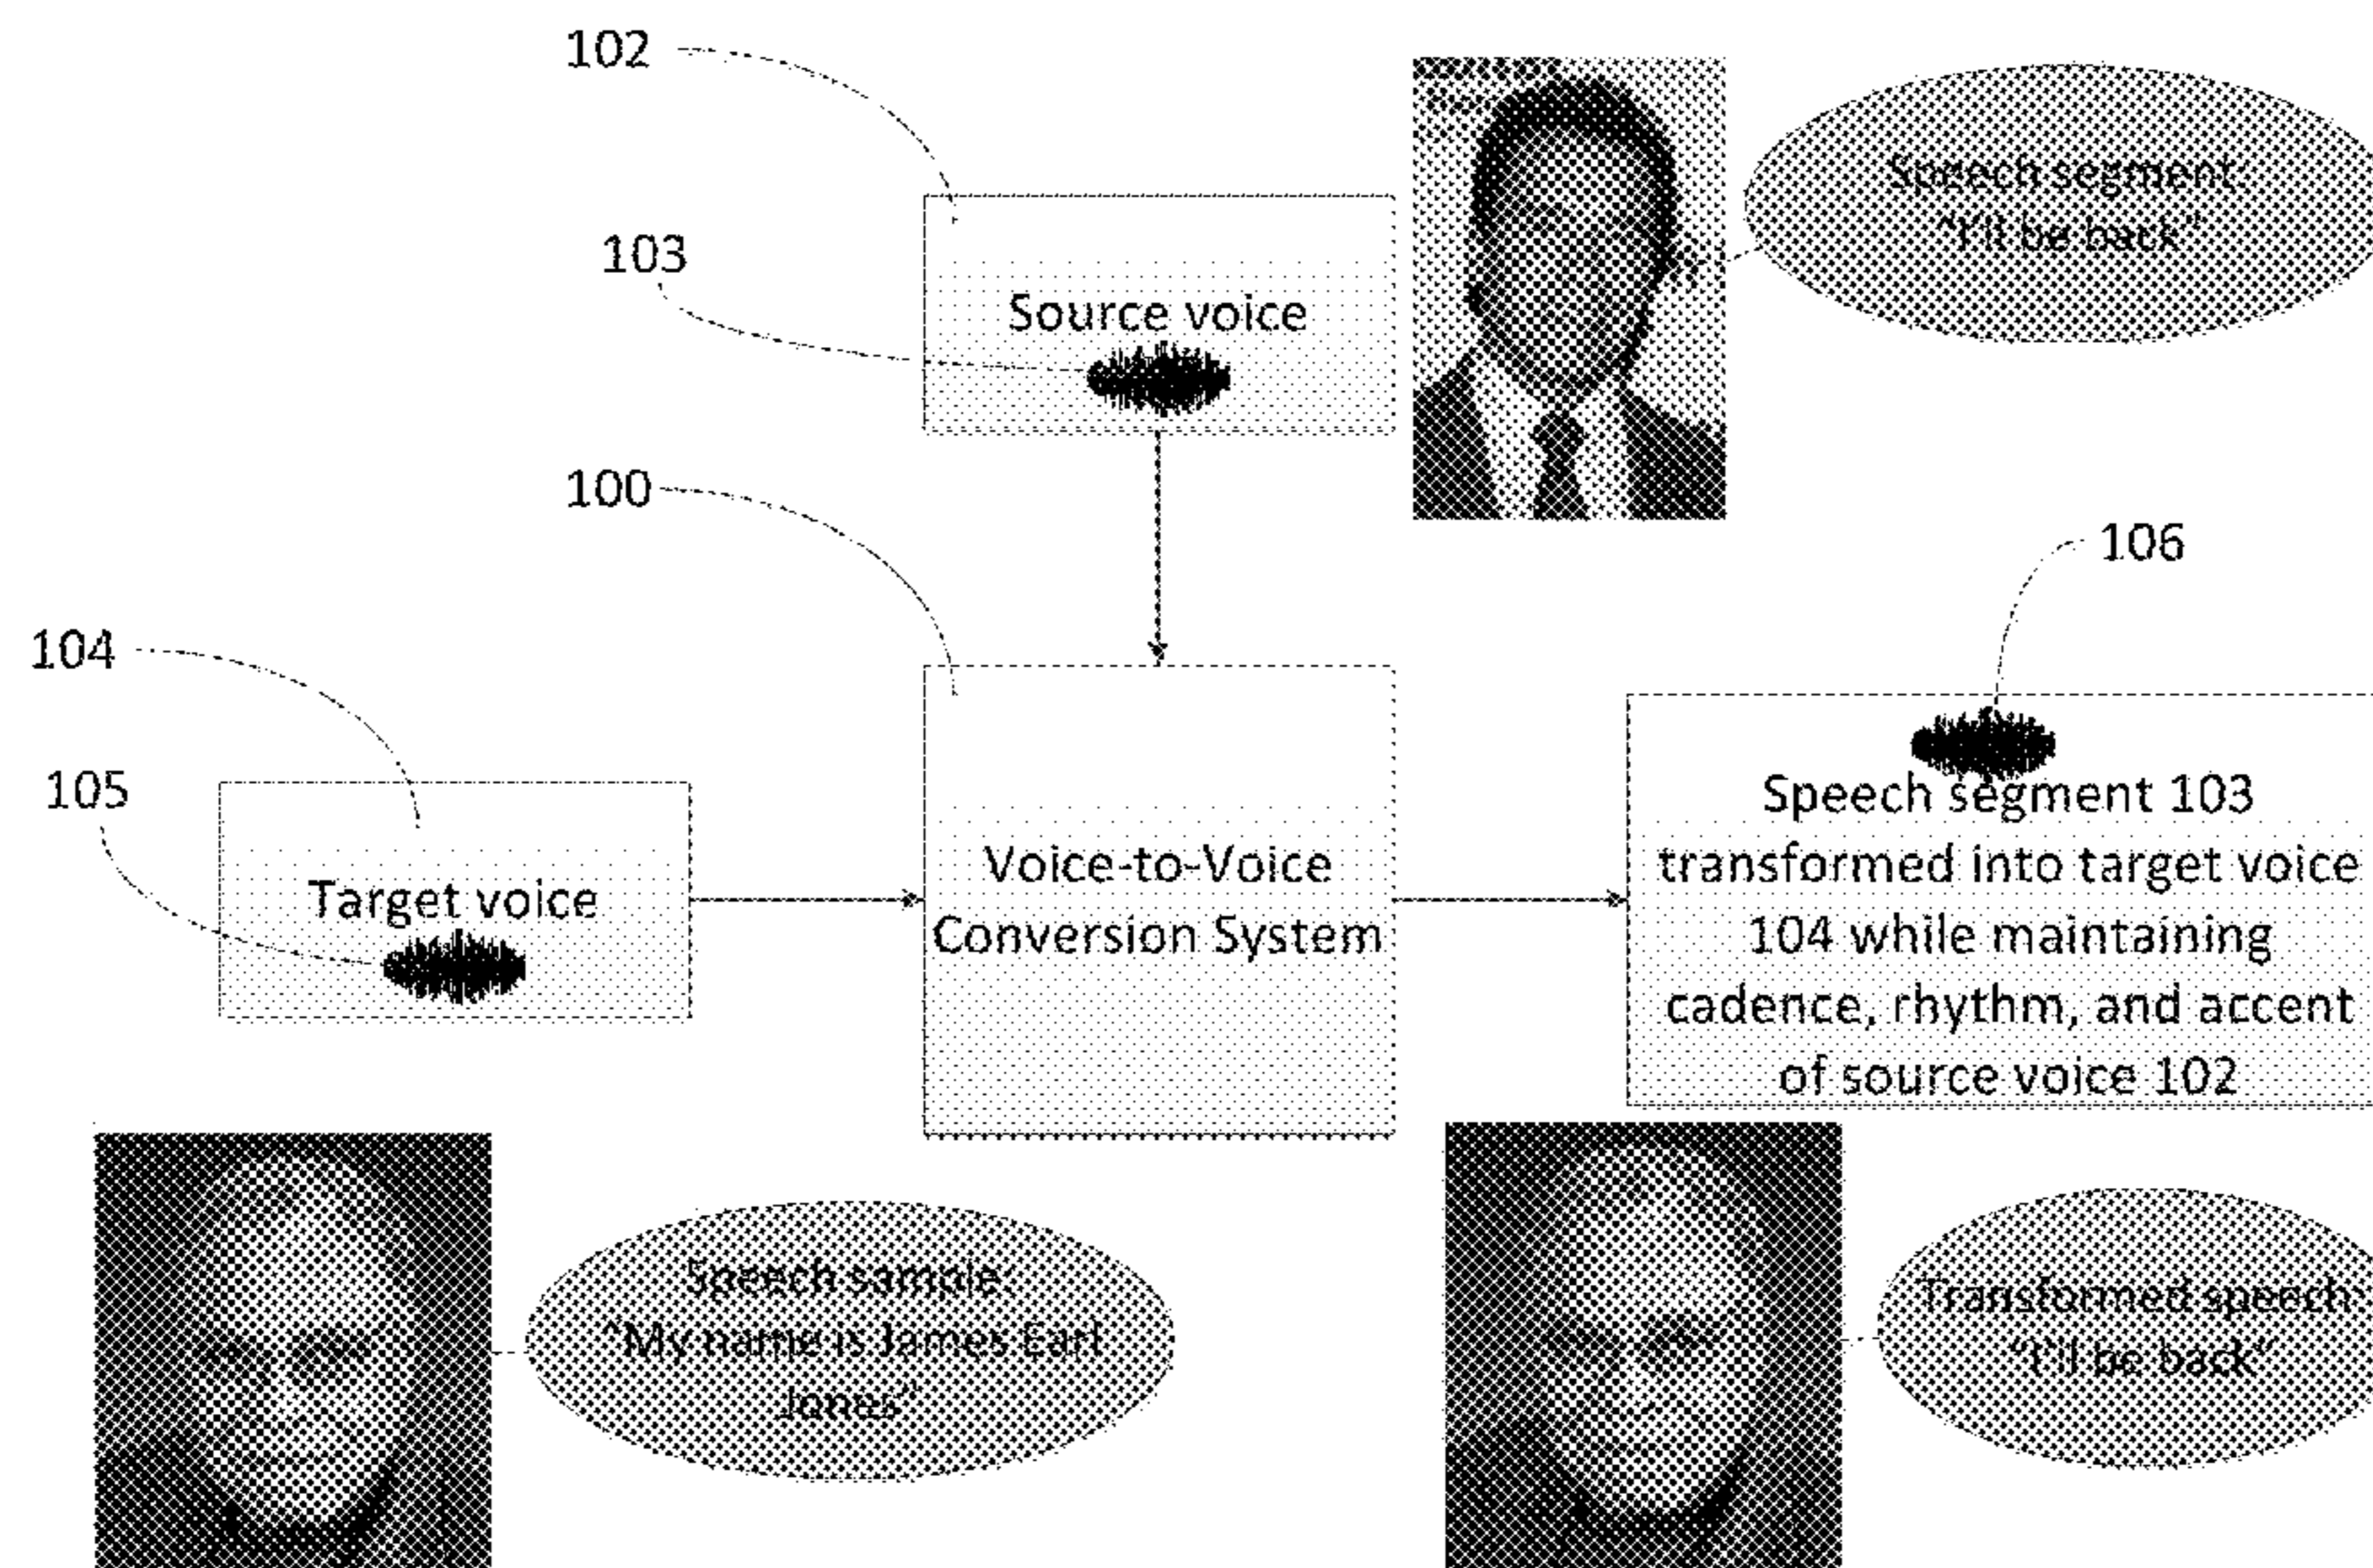 102
Speech segment:
"I'll be back"
103
Source voice
100
106
104
105
Target voice
Voice-to-Voice
Conversion System
Speech segment 103
transformed into target voice
104 while maintaining
cadence, rhythm, and accent
of source voice 102
Speech sample:
"My name is James Earl
Jones"
Transformed speech:
"I'll be back"